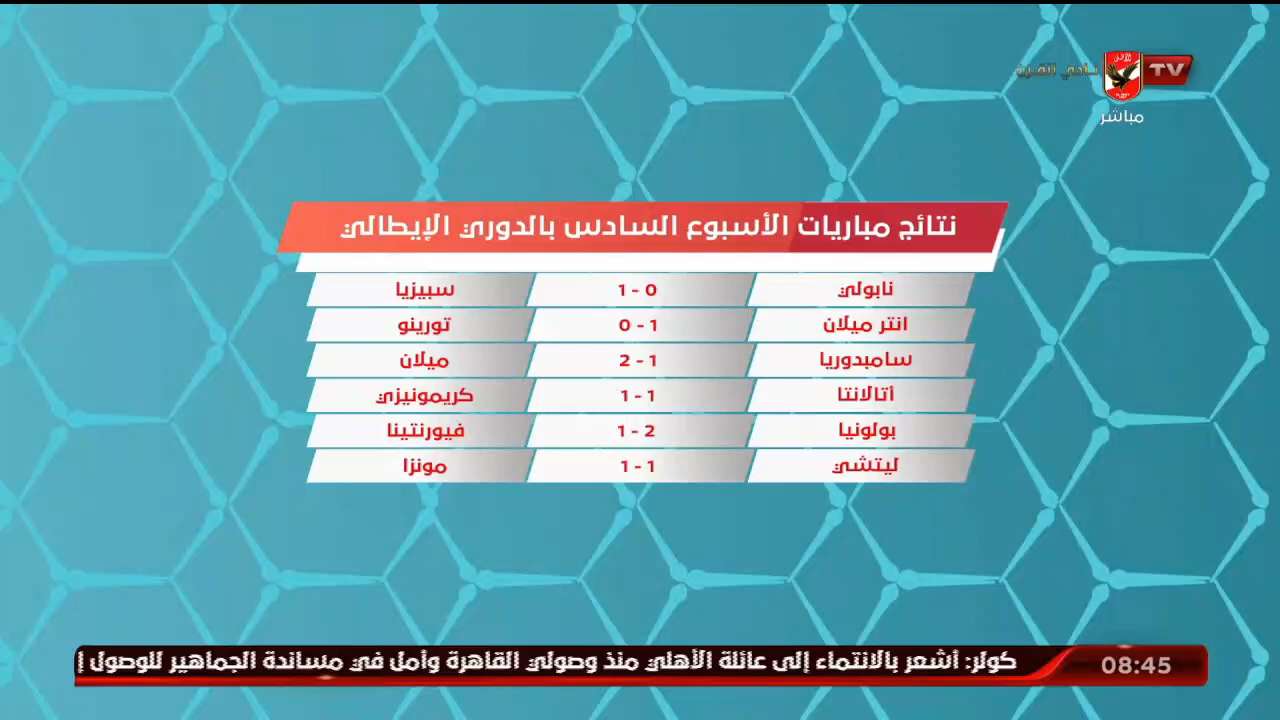 نادي القرن
TV
مباشر
نتائج مباريات الأسبوع السادس بالدوري الإيطالي
نابولي 1 - 0 سبيزيا
انتر ميلان 0 - 1 تورينو
سامبدوريا 2 - 1 ميلان
أتالانتا 1 - 1 كريمونيزي
بولونيا 1 - 2 فيورنتينا
ليتشي 1 - 1 مونزا
08:45
كولر: أشعر بالانتماء إلى عائلة الأهلي منذ وصولي القاهرة وأمل في مساندة الجماهير للوصول إ